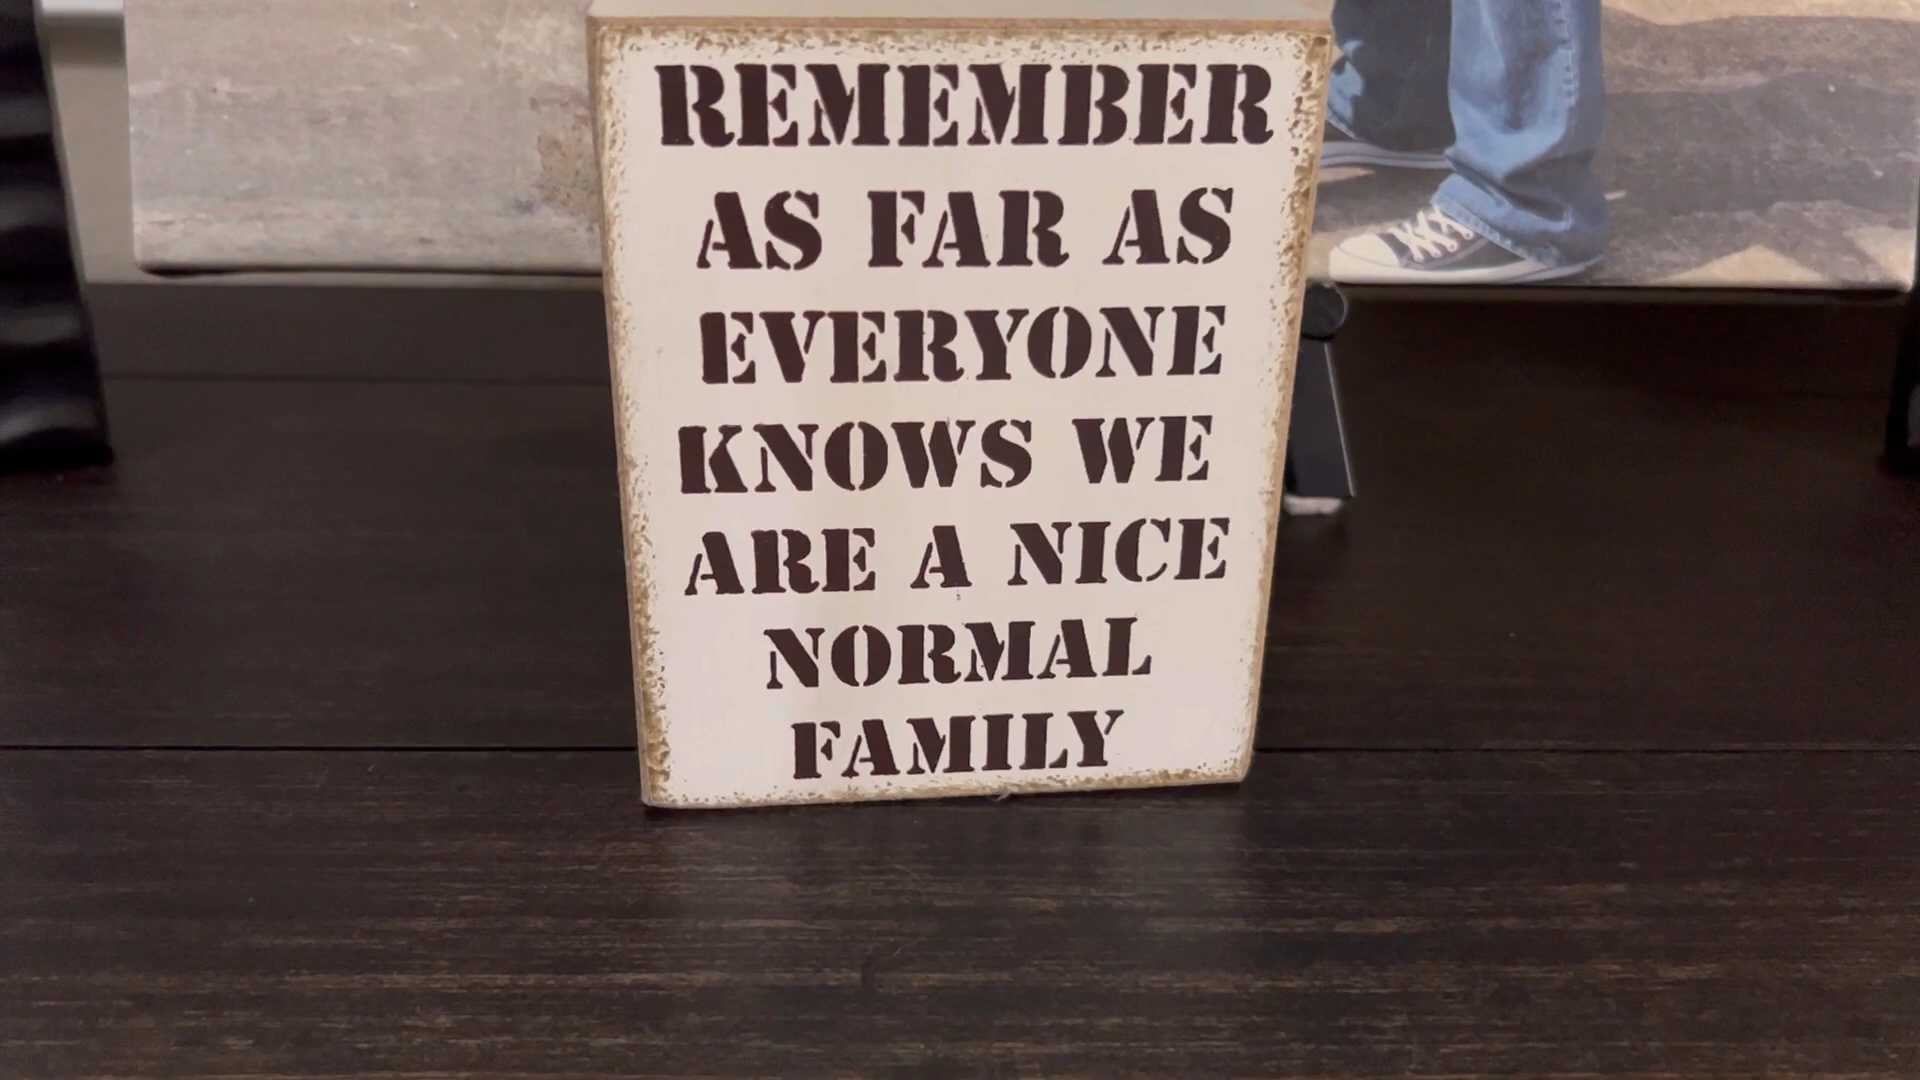 REMEMBER
AS FAR AS
EVERYONE
KNOWS WE
ARE A NICE
NORMAL
FAMILY